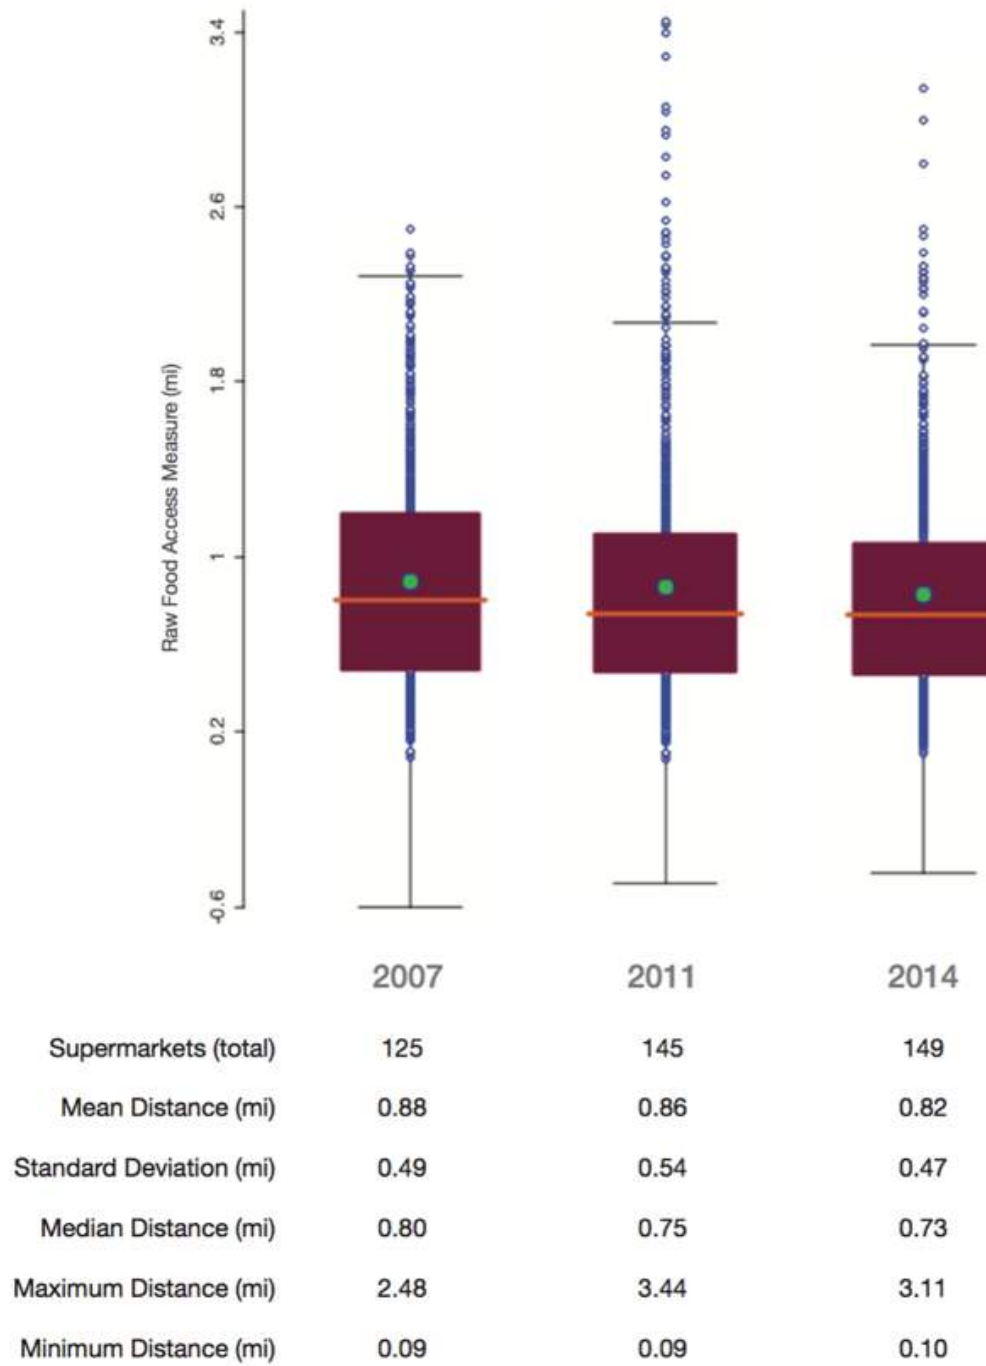 3.4
2.6
1.8
1
0.2
-0.6
Raw Food Access Measure (mi)
2007 2011 2014
Supermarkets (total) 125 145 149
Mean Distance (mi) 0.88 0.86 0.82
Standard Deviation (mi) 0.49 0.54 0.47
Median Distance (mi) 0.80 0.75 0.73
Maximum Distance (mi) 2.48 3.44 3.11
Minimum Distance (mi) 0.09 0.09 0.10